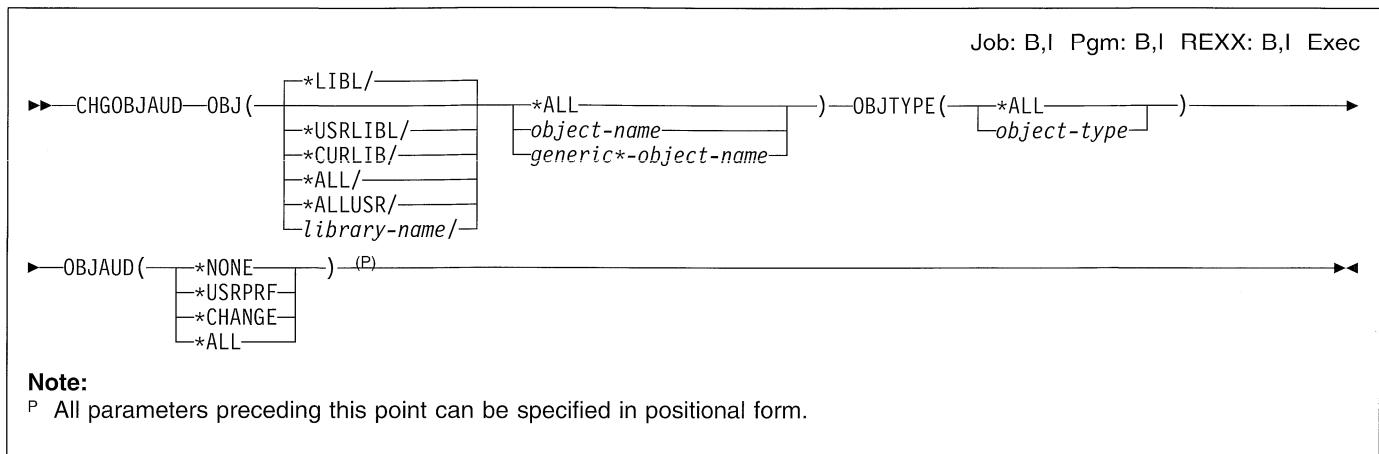 Job: B,I Pgm: B,I REXX: B,I Exec
*LIBL/
CHGOBJAUD OBJ( *ALL ) OBJTYPE( *ALL )
*USRLIBL/ object-name object-type
*CURLIB/ generic*-object-name
*ALL/
*ALLUSR/
library-name/
OBJAUD( *NONE ) (P)
*USRPRF
*CHANGE
*ALL
Note:
P All parameters preceding this point can be specified in positional form.